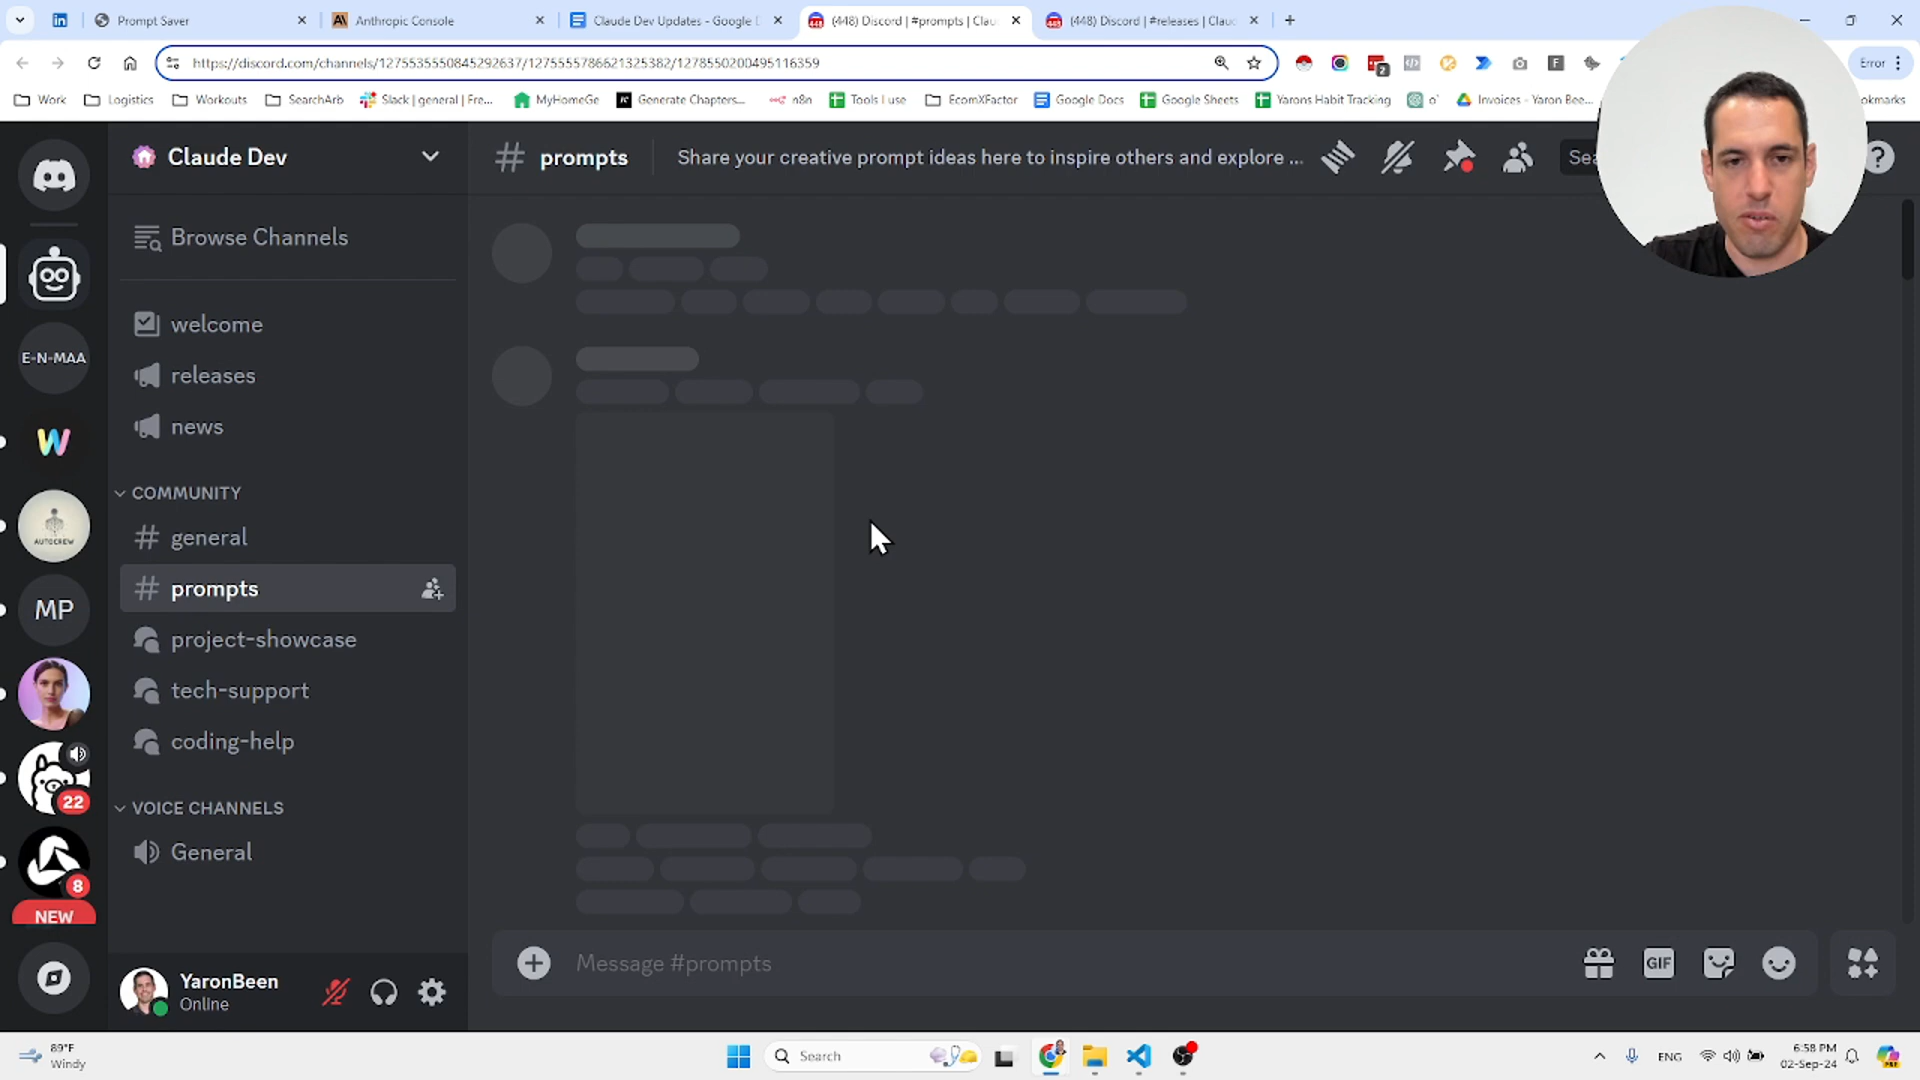 Prompt Saver
Anthropic Console
Claude Dev Updates - Google D
(448) Discord | #prompts | Clau
(448) Discord | #releases | Claud
https://discord.com/channels/1275535550845292637/1275555786621325382/1278550200495116359
2
Error
Work
Logistics
Workouts
SearchArb
Slack | general | Fre...
MyHomeGe
Generate Chapters...
n8n
Tools I use
EcomXFactor
Google Docs
Google Sheets
Yarons Habit Tracking
o'
Invoices - Yaron Bee...
okmarks
Claude Dev
prompts
Share your creative prompt ideas here to inspire others and explore ...
Sea
Browse Channels
welcome
releases
news
COMMUNITY
general
prompts
project-showcase
tech-support
coding-help
VOICE CHANNELS
General
E-N-MAA
W
AUTOCREW
MP
22
8
NEW
YaronBeen
Online
Message #prompts
GIF
89°F
Windy
Search
ENG
6:58 PM
02-Sep-24